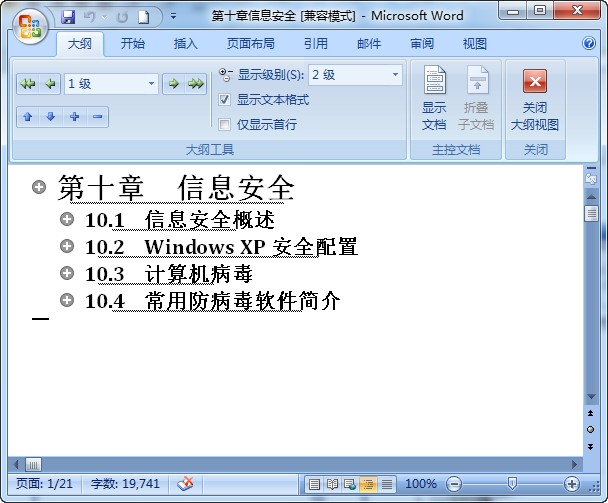 第十章信息安全 [兼容模式] - Microsoft Word
大纲 开始 插入 页面布局 引用 邮件 审阅 视图
1 级
显示级别(S): 2 级
显示文本格式
仅显示首行
显示文档
折叠子文档
关闭大纲视图
大纲工具 主控文档 关闭
第十章 信息安全
10.1 信息安全概述
10.2 Windows XP 安全配置
10.3 计算机病毒
10.4 常用防病毒软件简介
页面: 1/21 字数: 19,741 100%